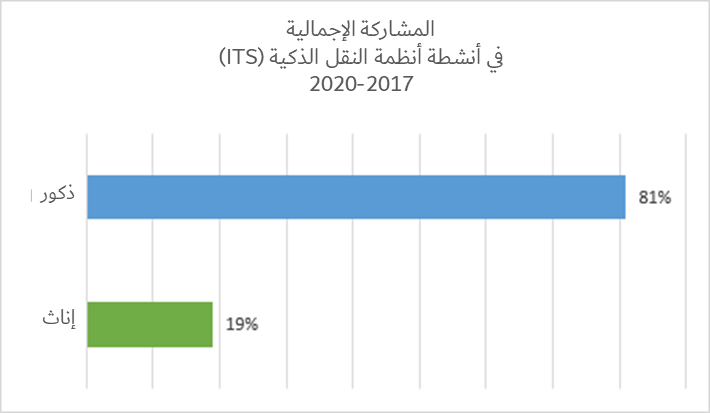 المشاركة الإجمالية
في أنشطة أنظمة النقل الذكية (ITS)
2020-2017
ذكور
81%
إناث
19%